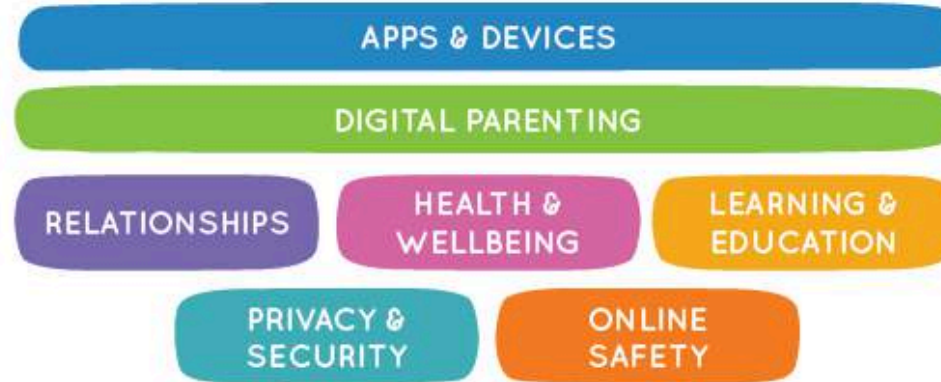 APPS & DEVICES
DIGITAL PARENTING
RELATIONSHIPS
HEALTH &
WELLBEING
LEARNING &
EDUCATION
PRIVACY &
SECURITY
ONLINE
SAFETY